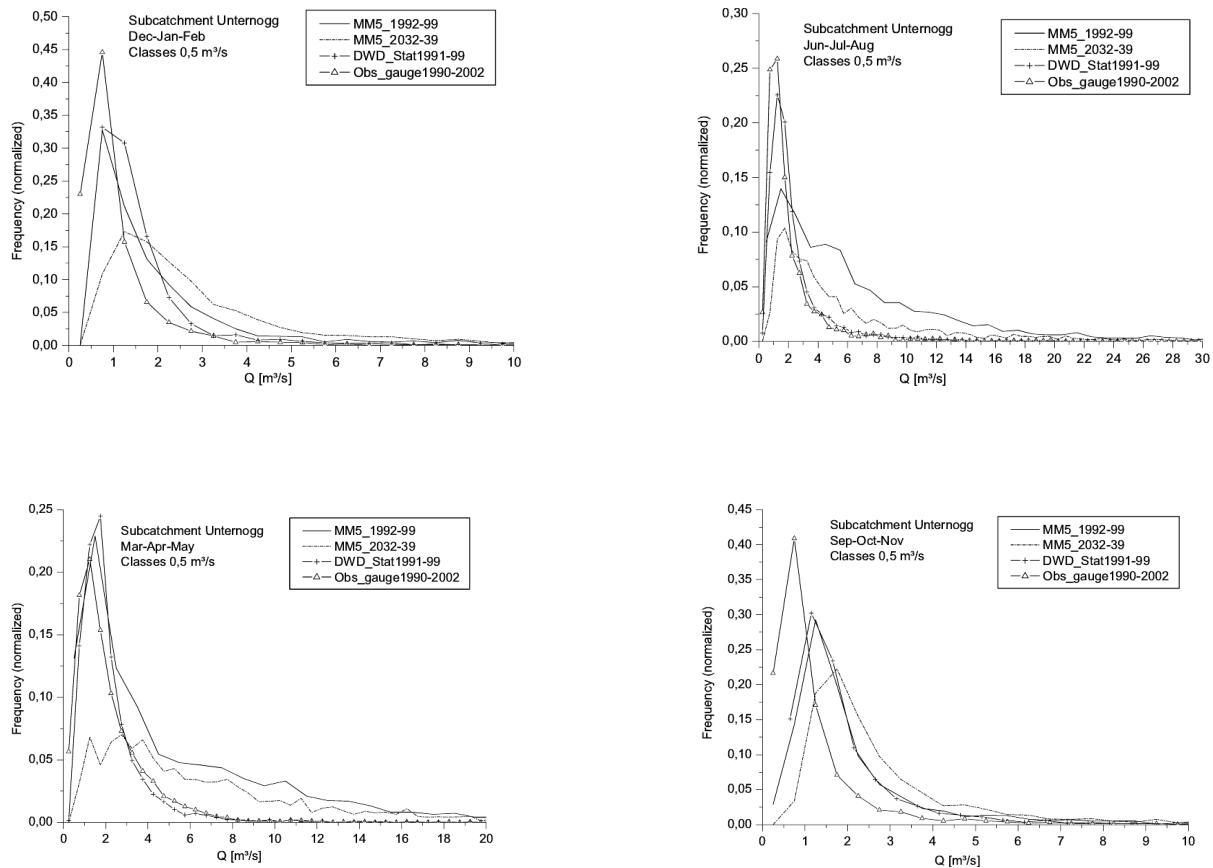 Subcatchment Unternogg
Dec-Jan-Feb
Classes 0,5 m³/s
MM5_1992-99
MM5_2032-39
DWD_Stat1991-99
Obs_gauge1990-2002
Frequency (normalized)
0,50
0,45
0,40
0,35
0,30
0,25
0,20
0,15
0,10
0,05
0,00
0 1 2 3 4 5 6 7 8 9 10
Q [m³/s]
Subcatchment Unternogg
Jun-Jul-Aug
Classes 0,5 m³/s
MM5_1992-99
MM5_2032-39
DWD_Stat1991-99
Obs_gauge1990-2002
Frequency (normalized)
0,30
0,25
0,20
0,15
0,10
0,05
0,00
0 2 4 6 8 10 12 14 16 18 20 22 24 26 28 30
Q [m³/s]
Subcatchment Unternogg
Mar-Apr-May
Classes 0,5 m³/s
MM5_1992-99
MM5_2032-39
DWD_Stat1991-99
Obs_gauge1990-2002
Frequency (normalized)
0,25
0,20
0,15
0,10
0,05
0,00
0 2 4 6 8 10 12 14 16 18 20
Q [m³/s]
Subcatchment Unternogg
Sep-Oct-Nov
Classes 0,5 m³/s
MM5_1992-99
MM5_2032-39
DWD_Stat1991-99
Obs_gauge1990-2002
Frequency (normalized)
0,45
0,40
0,35
0,30
0,25
0,20
0,15
0,10
0,05
0,00
0 1 2 3 4 5 6 7 8 9 10
Q [m³/s]